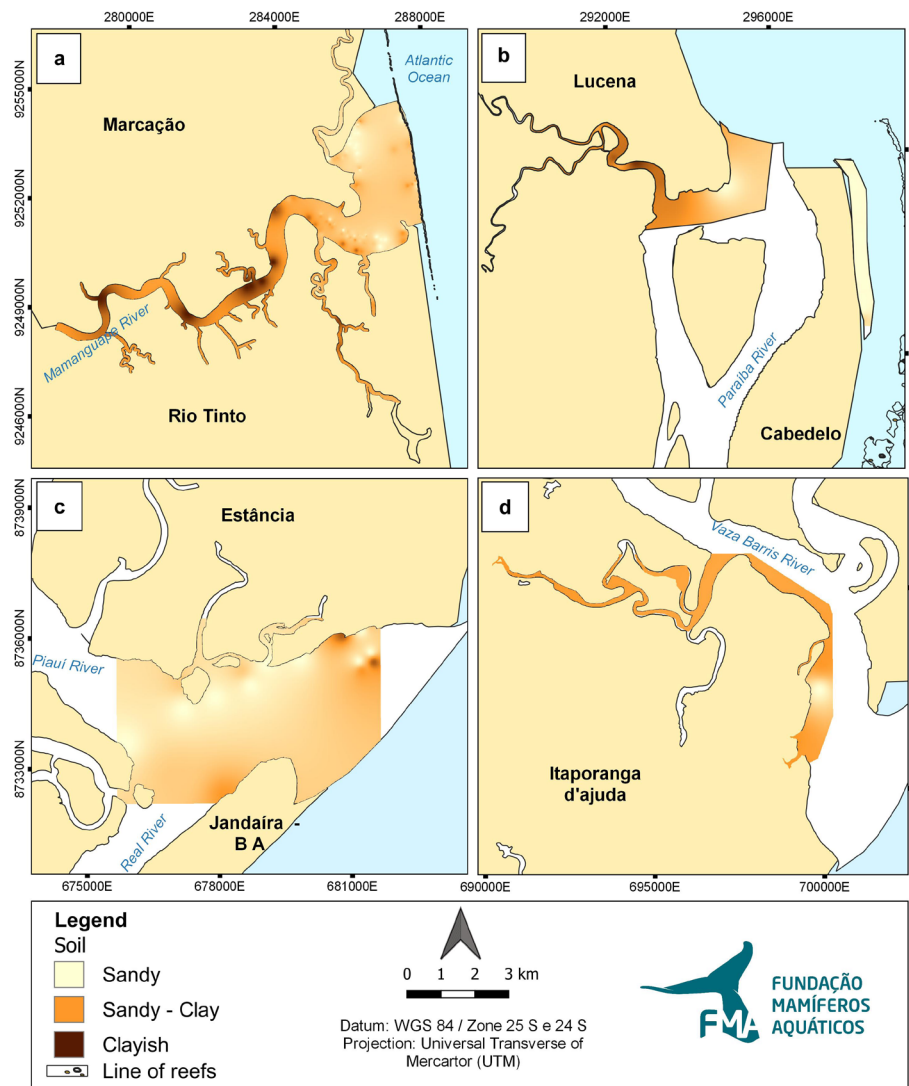 280000E 284000E 288000E
292000E 296000E
a
Atlantic
Ocean
Marcação
9255000N
9252000N
9249000N
9246000N
Mamanguape River
Rio Tinto
b
Lucena
Paraiba River
Cabedelo
c
Estância
8739000N
8736000N
8733000N
Piauí River
Real River
Jandaíra -
B A
675000E 678000E 681000E
d
Vaza Barris River
Itaporanga
d'ajuda
690000E 695000E 700000E
Legend
Soil
Sandy
Sandy - Clay
Clayish
Line of reefs
0 1 2 3 km
Datum: WGS 84 / Zone 25 S e 24 S
Projection: Universal Transverse of
Mercartor (UTM)
FMA
FUNDAÇÃO
MAMÍFEROS
AQUÁTICOS